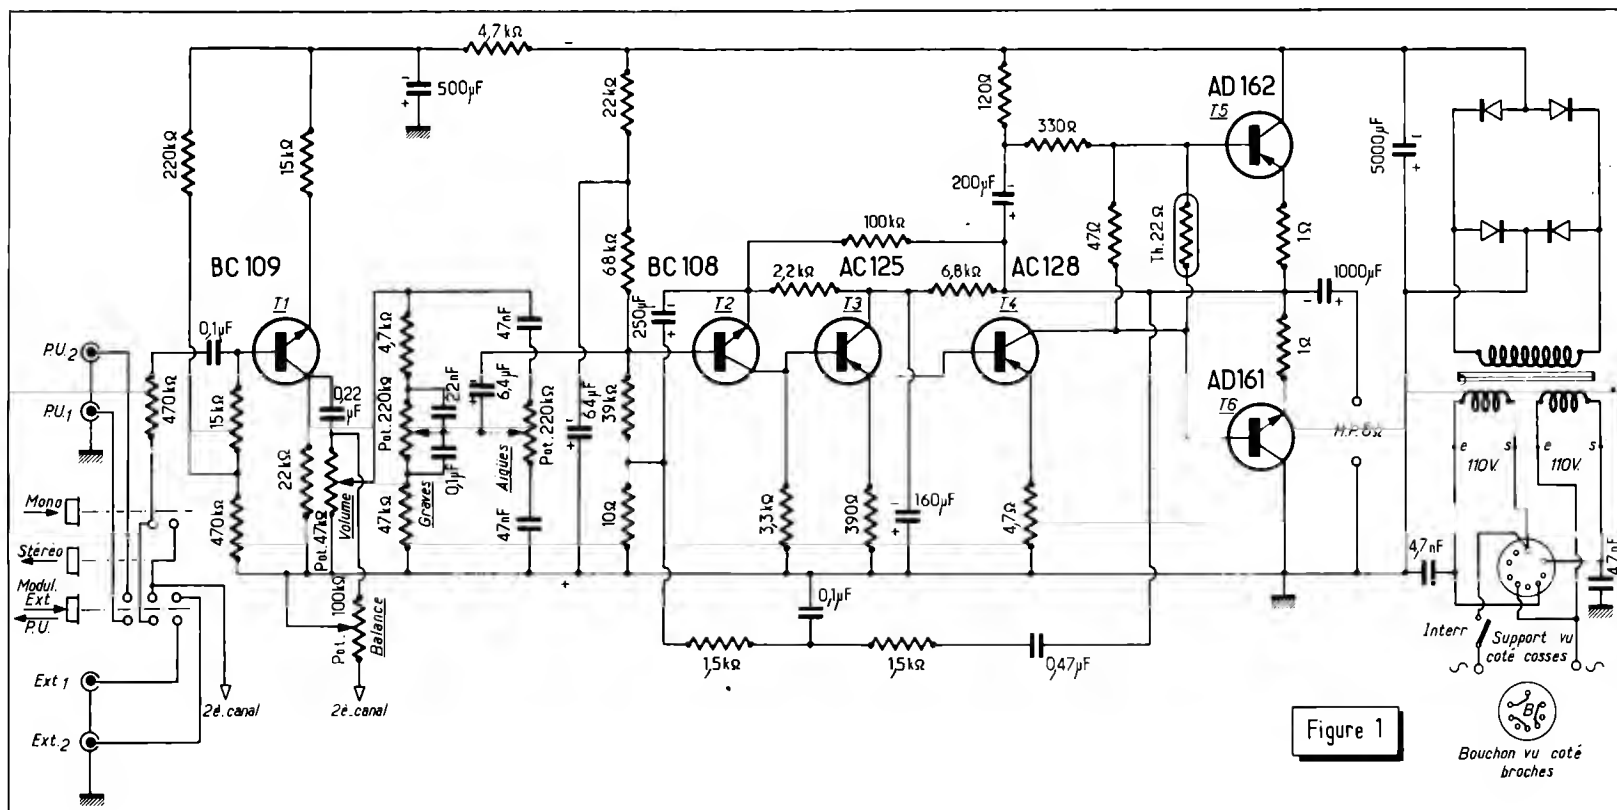 4,7kΩ
-
-
+
500µF
220kΩ
15kΩ
22kΩ
120Ω
AD 162
T5
330Ω
5000µF
-
+
200µF
-
+
100kΩ
47Ω
Th.22Ω
1Ω
68kΩ
BC 109
BC 108
2,2kΩ
AC125
6,8kΩ
AC128
1000µF
-
+
T1
T2
T3
T4
250µF
-
+
0,1µF
P.U.2
4,7kΩ
47nF
1Ω
AD161
T6
470kΩ
15kΩ
0,22
µF
Pot.220kΩ
22nF
6,4µF
-
+
Pot.220kΩ
64µF
-
+
39kΩ
P.U.1
H.P. 8Ω
e
s
e
s
110V.
110V.
22kΩ
Pot.47kΩ
Volume
47kΩ
Graves
0,1µF
Aigües
47nF
10Ω
3,3kΩ
390Ω
160µF
-
+
4,7Ω
Mono
470kΩ
Stéréo
4,7nF
4,7nF
+
Modul.
Ext
P.U.
Pot. 100kΩ
Balance
0,1µF
1,5kΩ
1,5kΩ
0,47µF
Interr
Support vu
coté cosses
Ext 1
2è.canal
2è.canal
Ext.2
Figure 1
B
Bouchon vu coté
broches